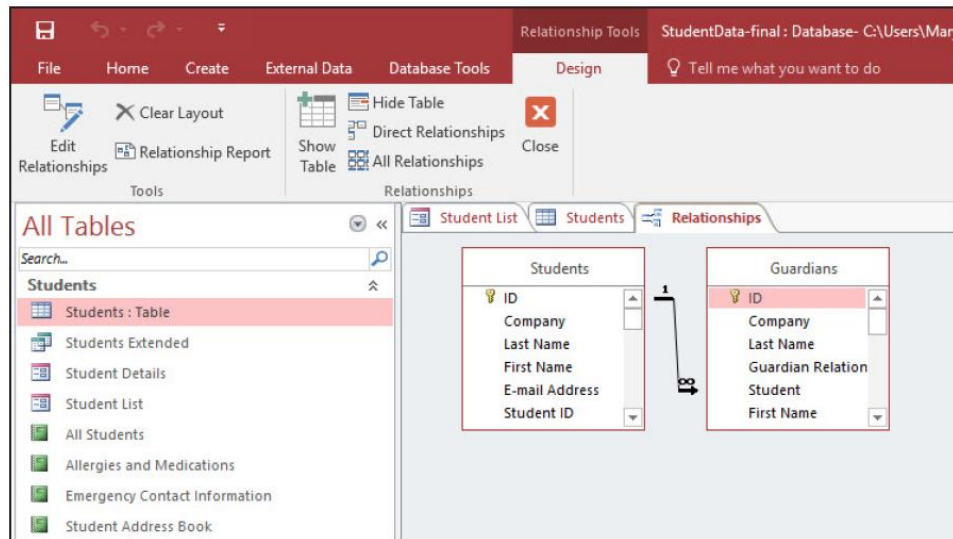 Relationship Tools StudentData-final : Database- C:\Users\Mar
File Home Create External Data Database Tools Design Tell me what you want to do
Edit Relationships
Clear Layout
Relationship Report
Tools
Show Table
Hide Table
Direct Relationships
All Relationships
Relationships
Close
All Tables
Search...
Students
Students : Table
Students Extended
Student Details
Student List
All Students
Allergies and Medications
Emergency Contact Information
Student Address Book
Student List Students Relationships
Students
ID
Company
Last Name
First Name
E-mail Address
Student ID
1
∞
Guardians
ID
Company
Last Name
Guardian Relation
Student
First Name